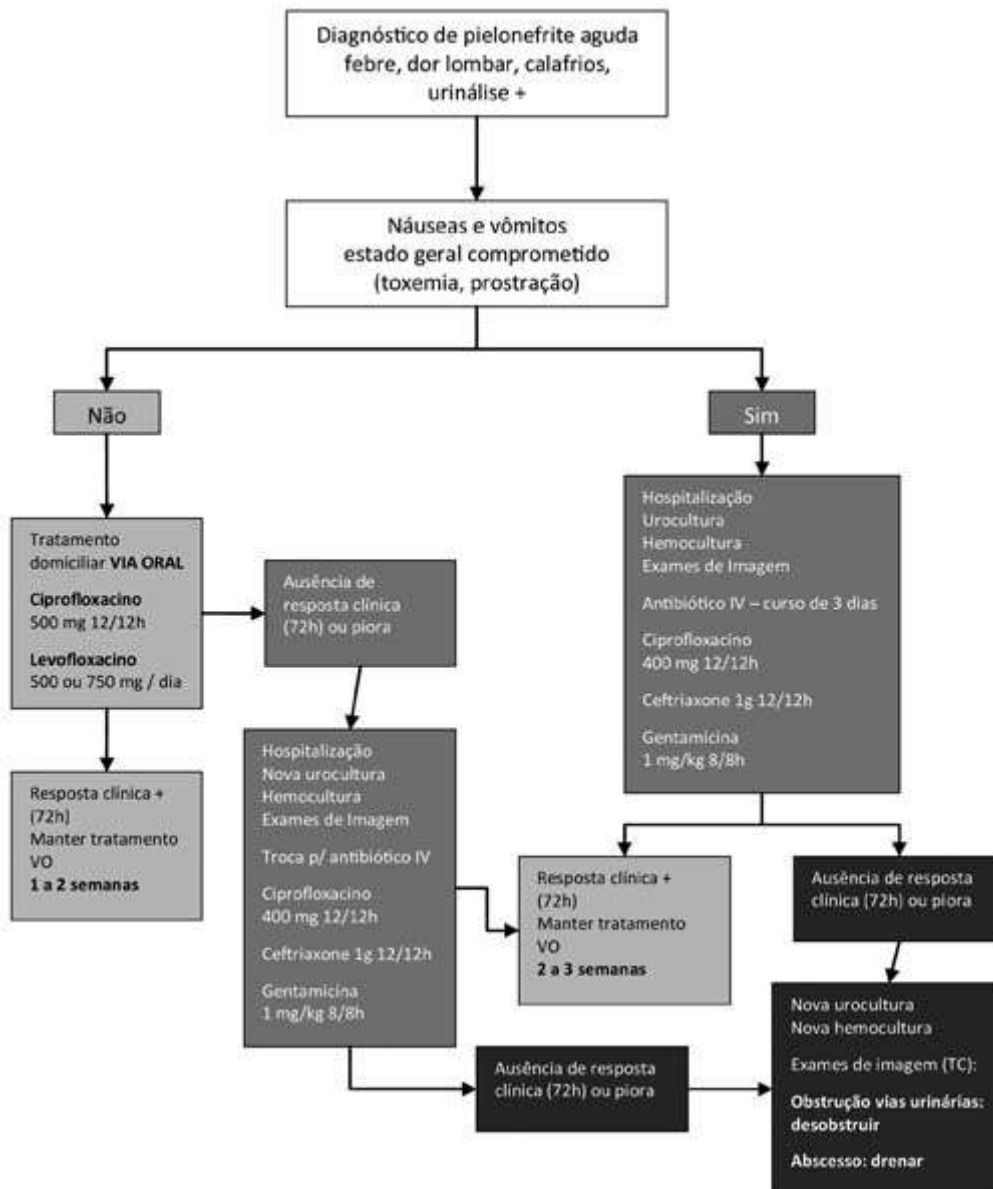 Diagnóstico de pielonefrite aguda
febre, dor lombar, calafrios,
urinálise +
Náuseas e vômitos
estado geral comprometido
(toxemia, prostração)
Não
Sim
Tratamento
domiciliar VIA ORAL
Ciprofloxacino
500 mg 12/12h
Levofloxacino
500 ou 750 mg / dia
Ausência de
resposta clínica
(72h) ou piora
Hospitalização
Urocultura
Hemocultura
Exames de Imagem
Antibiótico IV – curso de 3 dias
Ciprofloxacino
400 mg 12/12h
Ceftriaxone 1g 12/12h
Gentamicina
1 mg/kg 8/8h
Resposta clínica +
(72h)
Manter tratamento
VO
1 a 2 semanas
Hospitalização
Nova urocultura
Hemocultura
Exames de Imagem
Troca p/ antibiótico IV
Ciprofloxacino
400 mg 12/12h
Ceftriaxone 1g 12/12h
Gentamicina
1 mg/kg 8/8h
Resposta clínica +
(72h)
Manter tratamento
VO
2 a 3 semanas
Ausência de resposta
clínica (72h) ou piora
Ausência de resposta
clínica (72h) ou piora
Nova urocultura
Nova hemocultura
Exames de imagem (TC):
Obstrução vias urinárias:
desobstruir
Abscesso: drenar